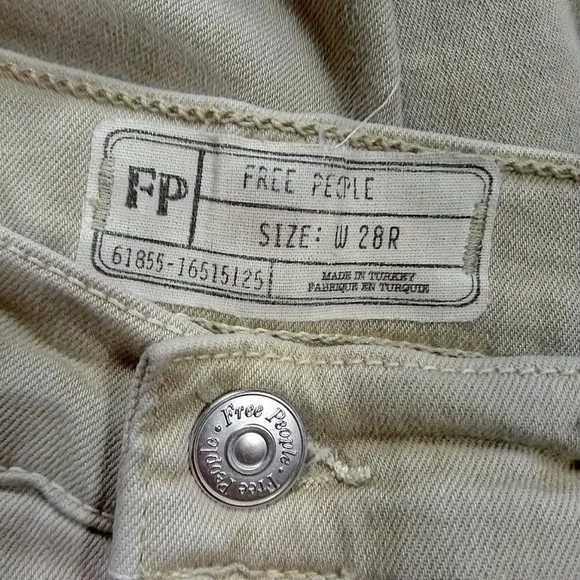 FP
FREE PEOPLE
SIZE: W 28R
61855-16515125
MADE IN TURKEY
FABRIQUE EN TURQUIE
Free People • Free People •